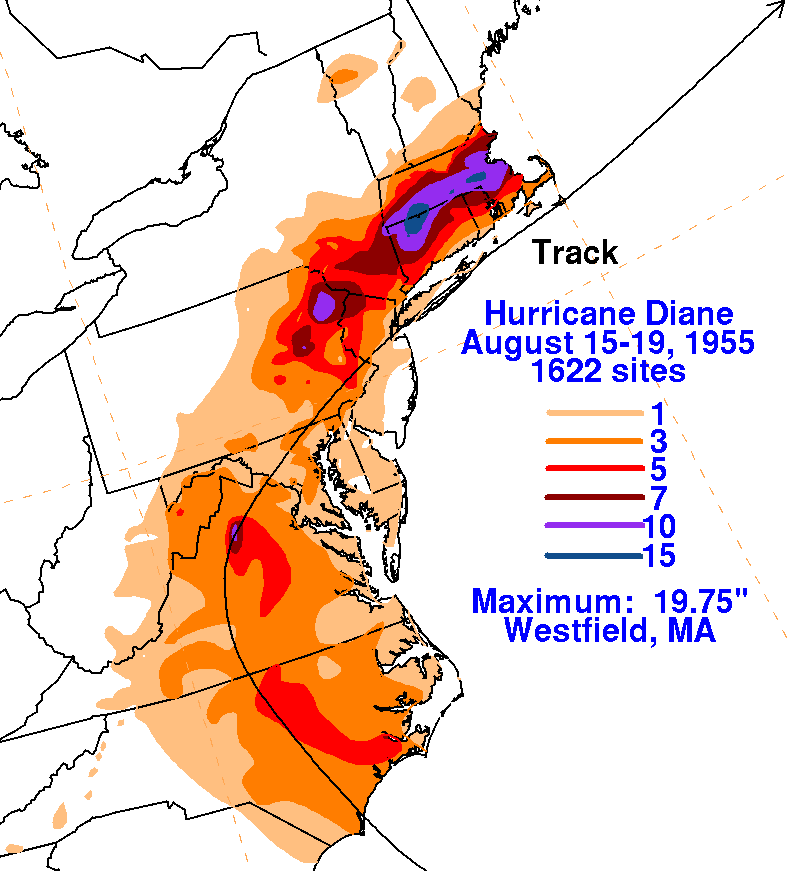 Track
Hurricane Diane
August 15-19, 1955
1622 sites
1
3
5
7
10
15
Maximum: 19.75"
Westfield, MA